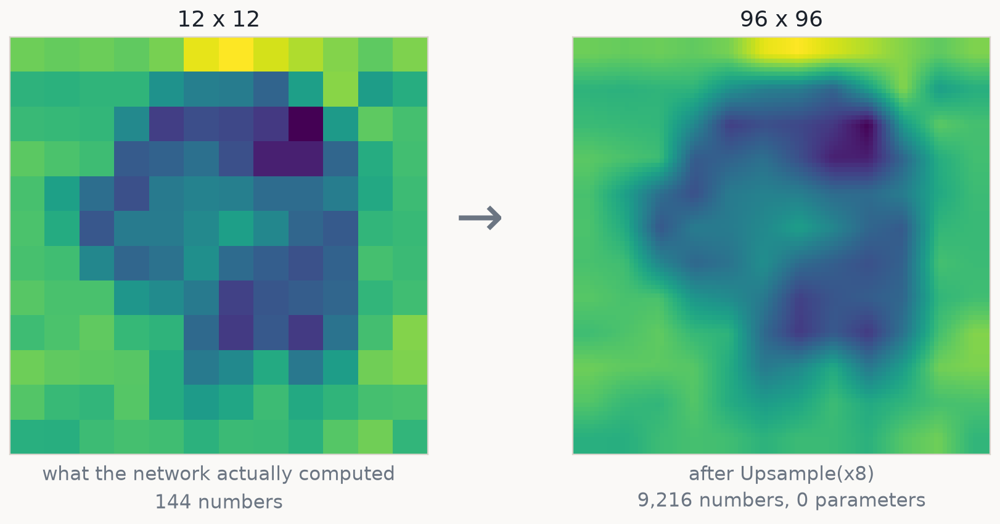 12 x 12
96 x 96
→
what the network actually computed
144 numbers
after Upsample(x8)
9,216 numbers, 0 parameters